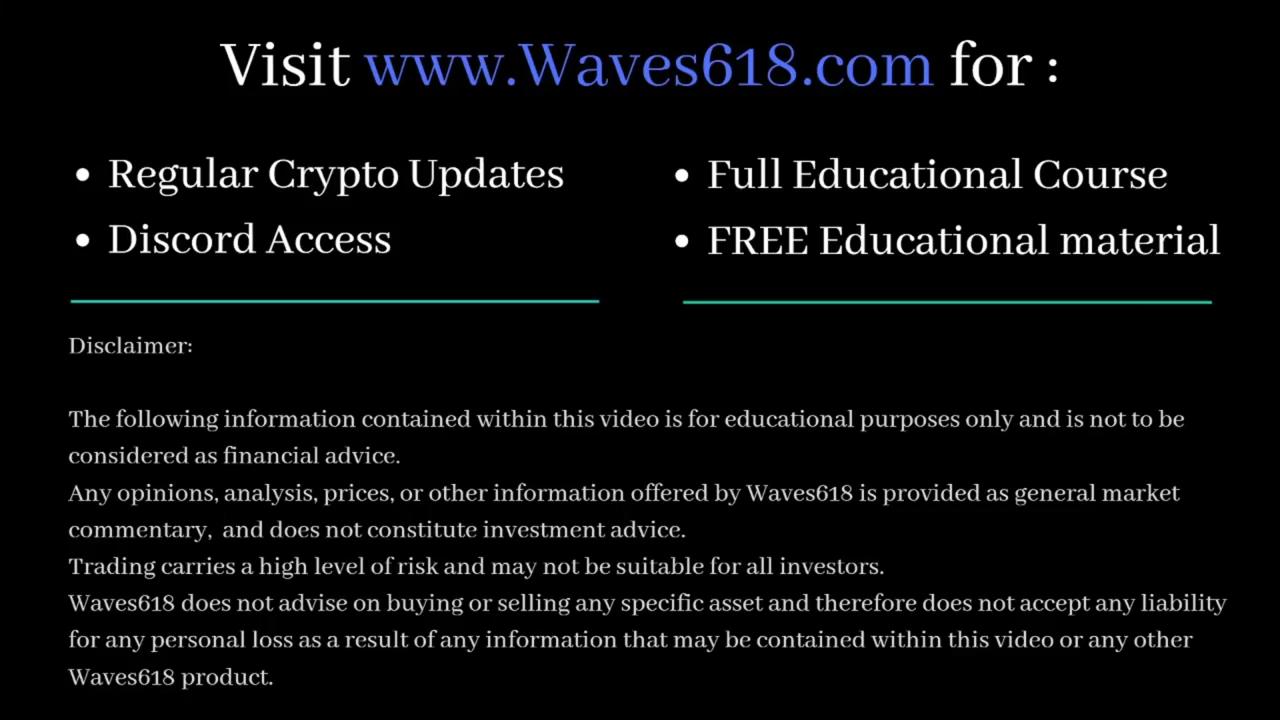 Visit www.Waves618.com for :
• Regular Crypto Updates
• Discord Access
• Full Educational Course
• FREE Educational material
Disclaimer:
The following information contained within this video is for educational purposes only and is not to be
considered as financial advice.
Any opinions, analysis, prices, or other information offered by Waves618 is provided as general market
commentary,  and does not constitute investment advice.
Trading carries a high level of risk and may not be suitable for all investors.
Waves618 does not advise on buying or selling any specific asset and therefore does not accept any liability
for any personal loss as a result of any information that may be contained within this video or any other
Waves618 product.